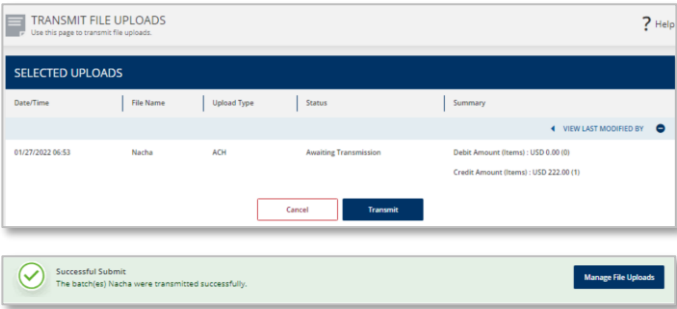 TRANSMIT FILE UPLOADS
Use this page to transmit file uploads.
? Help
SELECTED UPLOADS
Date/Time File Name Upload Type Status Summary
VIEW LAST MODIFIED BY
01/27/2022 06:53 Nacha ACH Awaiting Transmission Debit Amount (Items) : USD 0.00 (0)
Credit Amount (Items) : USD 222.00 (1)
Cancel Transmit
Successful Submit
The batch(es) Nacha were transmitted successfully.
Manage File Uploads